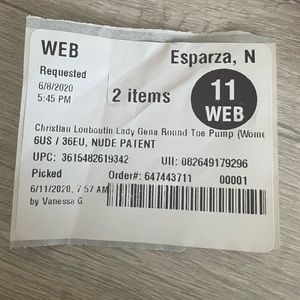 WEB
Esparza, N
Requested
6/8/2020
5:45 PM
2 items
11
WEB
Christian Louboutin Lady Gena Round Toe Pump (Wome
6US / 36EU, NUDE PATENT
UPC: 3615482619342
UII: 082649179296
Picked
Order#: 647443711
00001
6/11/2020, 7:57 AM
by Vanessa G